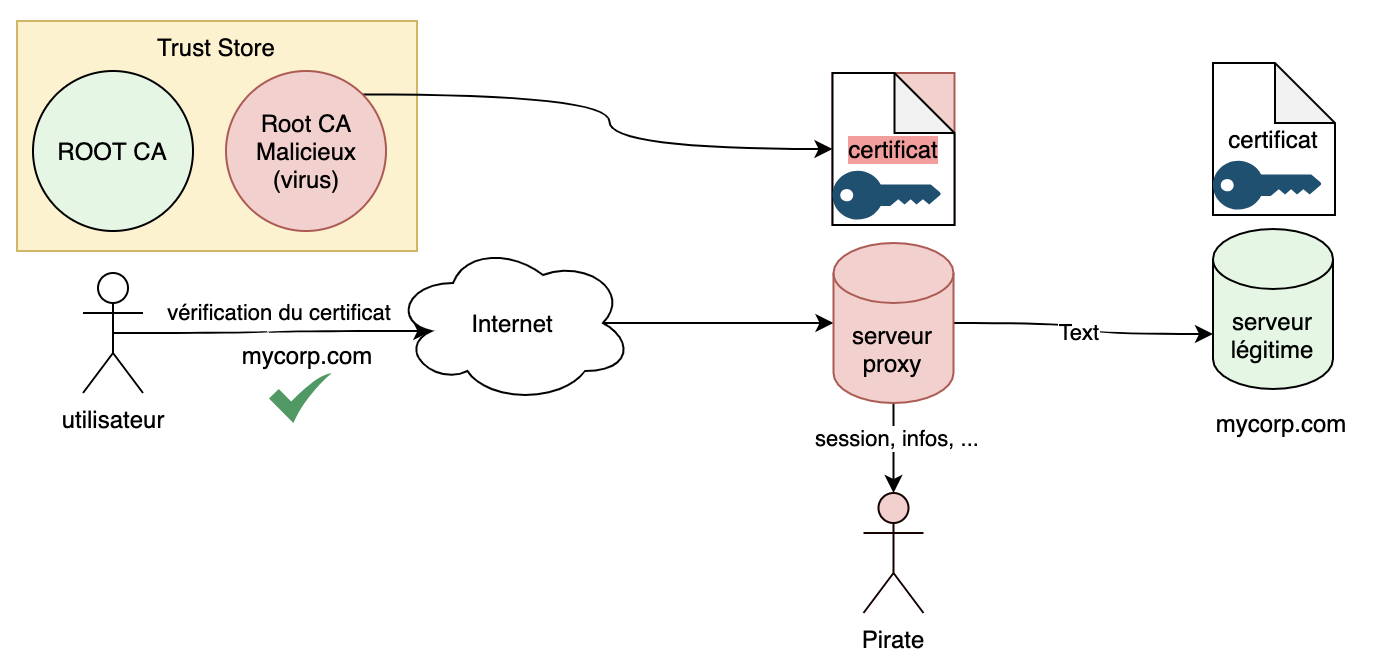 Trust Store
ROOT CA
Root CA
Malicieux
(virus)
certificat
certificat
vérification du certificat
mycorp.com
utilisateur
Internet
serveur
proxy
Text
serveur
légitime
mycorp.com
session, infos, ...
Pirate